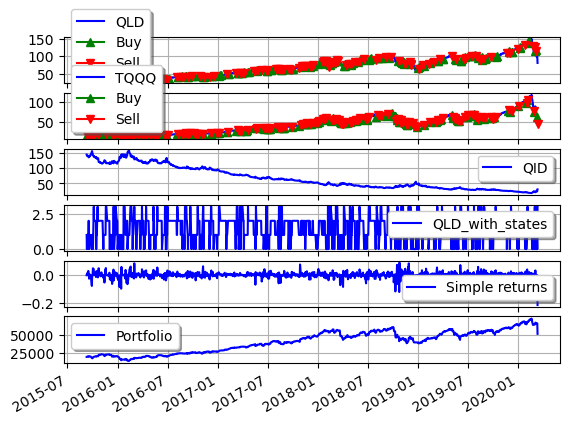 QLD
Buy
Sell
150
100
50
TQQQ
Buy
Sell
100
50
150
100
50
QID
2.5
0.0
QLD_with_states
0.0
−0.2
Simple returns
50000
25000
Portfolio
2015-07
2016-01
2016-07
2017-01
2017-07
2018-01
2018-07
2019-01
2019-07
2020-01